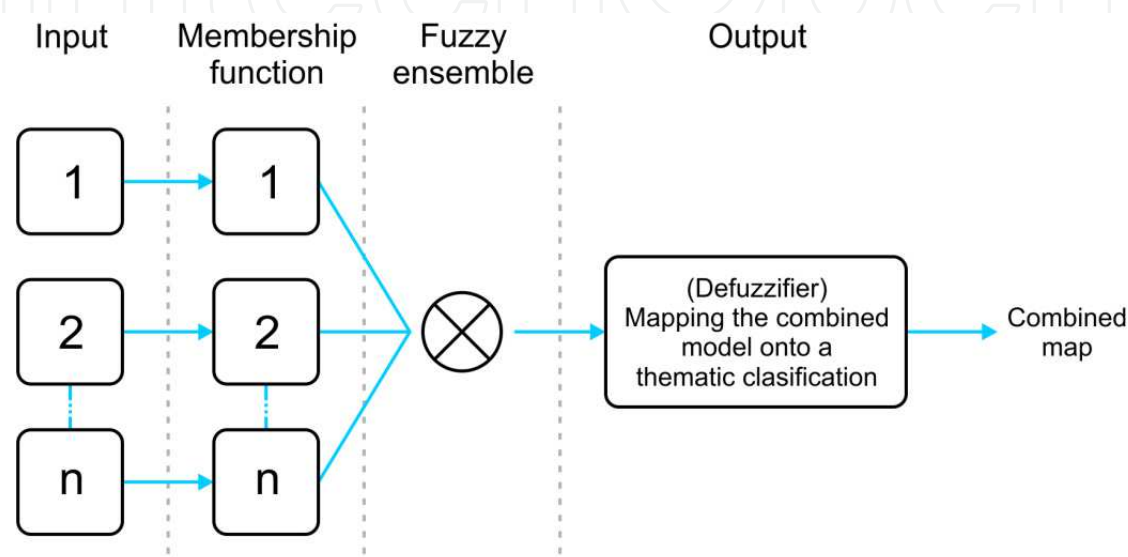 Input
Membership
function
Fuzzy
ensemble
Output
1
1
2
2
n
n
(Defuzzifier)
Mapping the combined
model onto a
thematic clasification
Combined
map